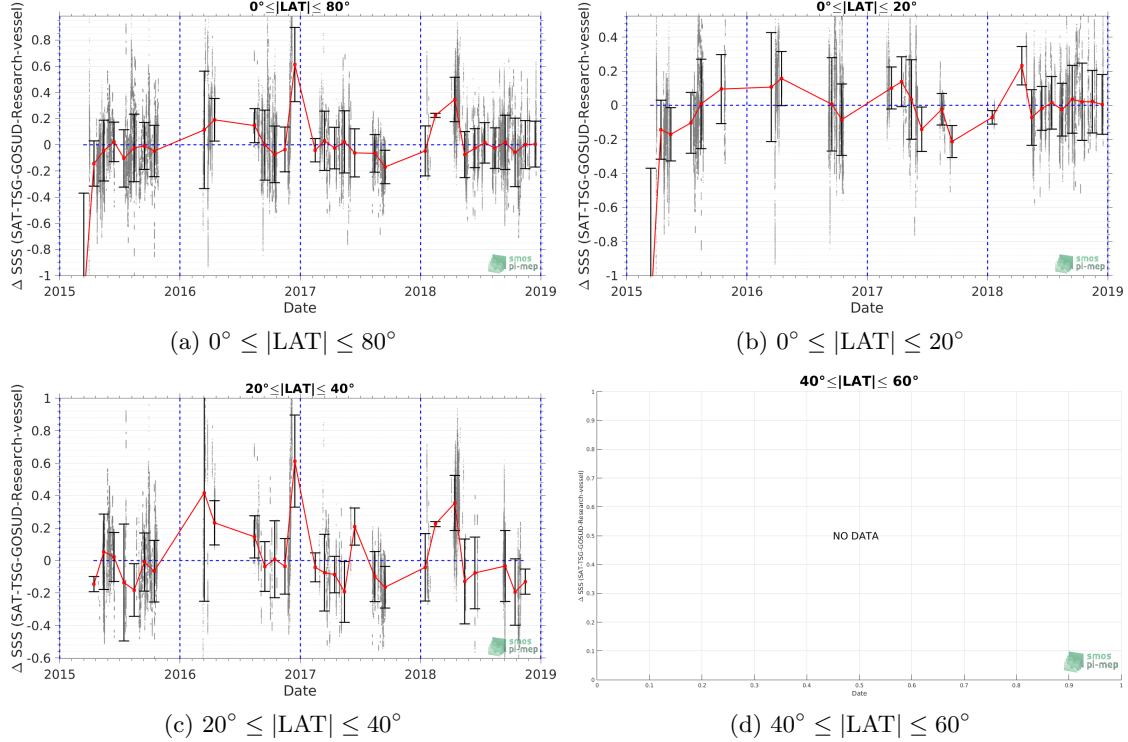 0°≤|LAT|≤ 80°
Δ SSS (SAT-TSG-GOSUD-Research-vessel)
0.8
0.6
0.4
0.2
0
-0.2
-0.4
-0.6
-0.8
-1
2015 2016 2017 2018 2019
Date
smos
pi-mep
(a) 0° ≤ |LAT| ≤ 80°
0°≤|LAT|≤ 20°
Δ SSS (SAT-TSG-GOSUD-Research-vessel)
0.4
0.2
0
-0.2
-0.4
-0.6
-0.8
-1
2015 2016 2017 2018 2019
Date
smos
pi-mep
(b) 0° ≤ |LAT| ≤ 20°
20°≤|LAT|≤ 40°
Δ SSS (SAT-TSG-GOSUD-Research-vessel)
1
0.8
0.6
0.4
0.2
0
-0.2
-0.4
-0.6
2015 2016 2017 2018 2019
Date
smos
pi-mep
(c) 20° ≤ |LAT| ≤ 40°
40°≤|LAT|≤ 60°
Δ SSS (SAT-TSG-GOSUD-Research-vessel)
1
0.9
0.8
0.7
0.6
0.5
0.4
0.3
0.2
0.1
0
NO DATA
0 0.1 0.2 0.3 0.4 0.5 0.6 0.7 0.8 0.9 1
Date
smos
pi-mep
(d) 40° ≤ |LAT| ≤ 60°